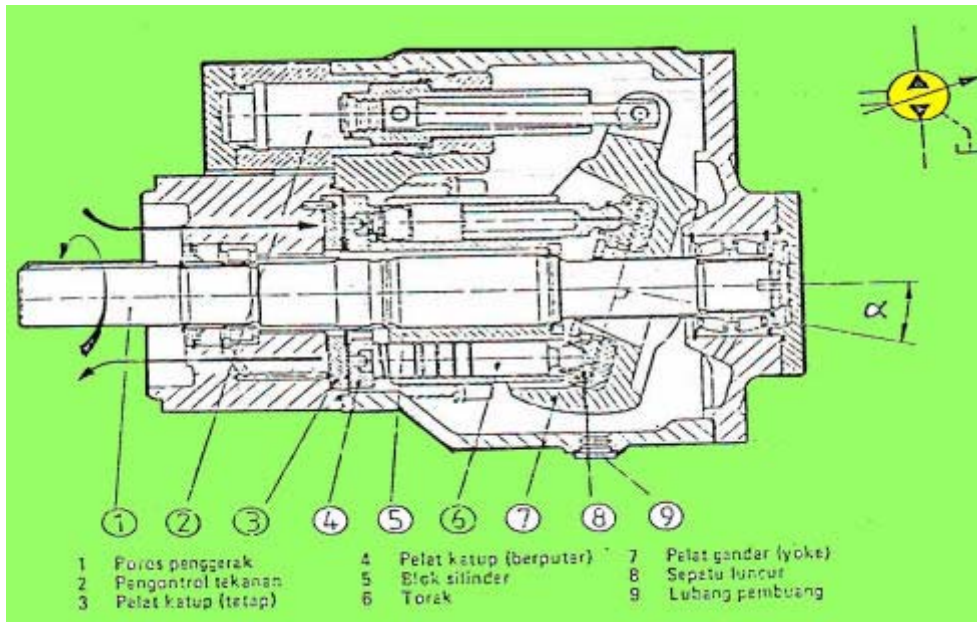 α
1 2 3 4 5 6 7 8 9
1 Poros penggerak
2 Pengontrol tekanan
3 Pelat katup (tetap)
4 Pelat katup (berputar)
5 Blok silinder
6 Torak
7 Pelat gandar (yoke)
8 Sepatu luncur
9 Lubang pembuang